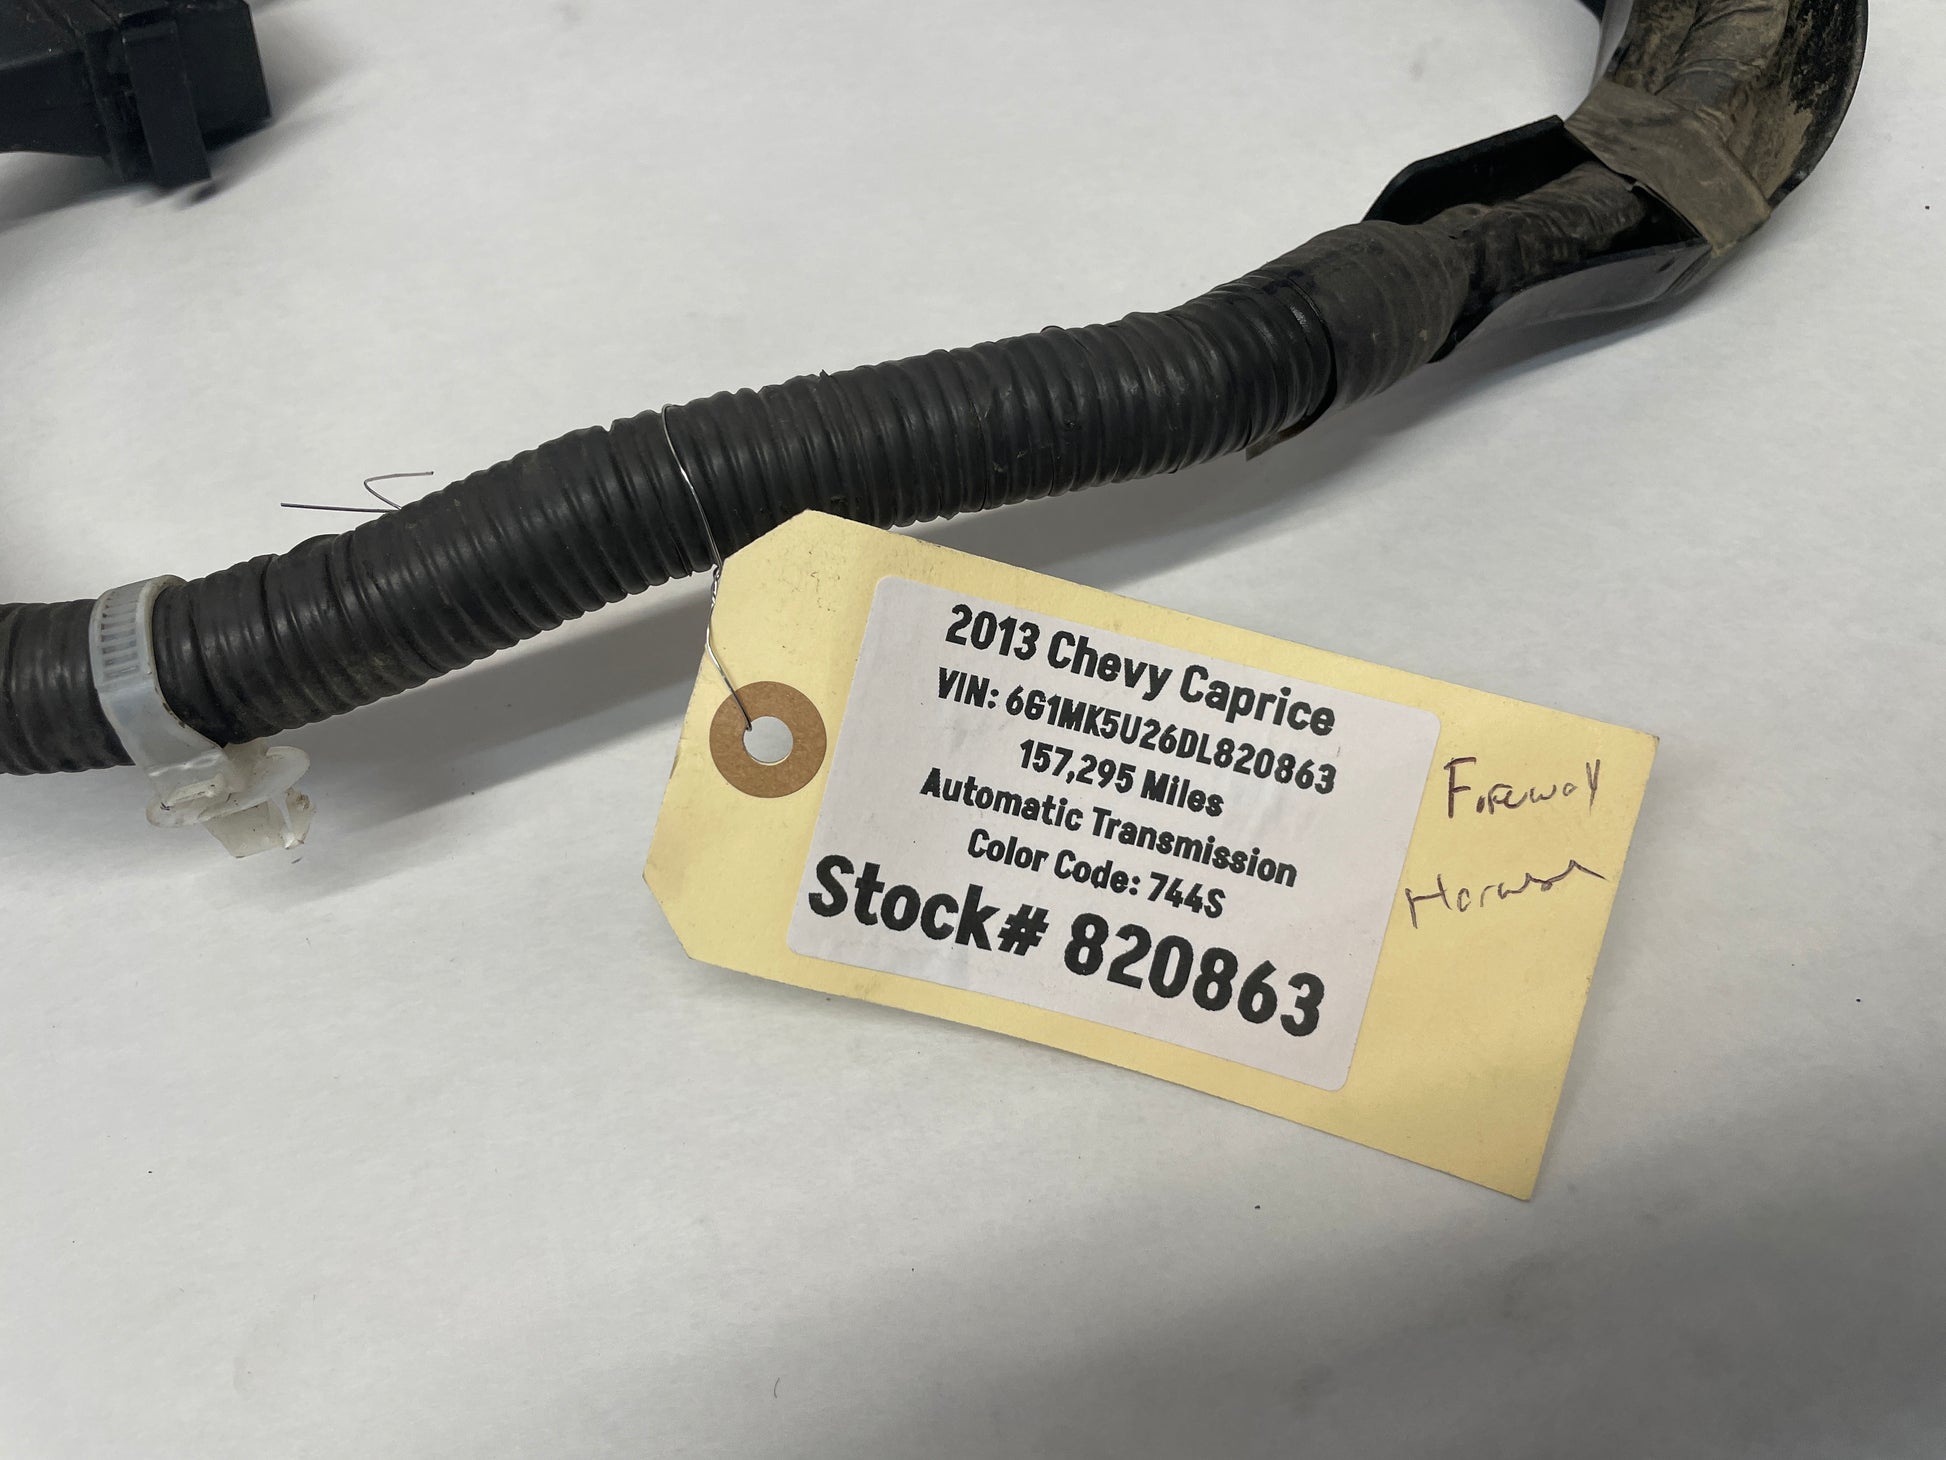 2013 Chevy Caprice
VIN: 6G1MK5U26DL820863
157,295 Miles
Automatic Transmission
Color Code: 744S
Stock# 820863